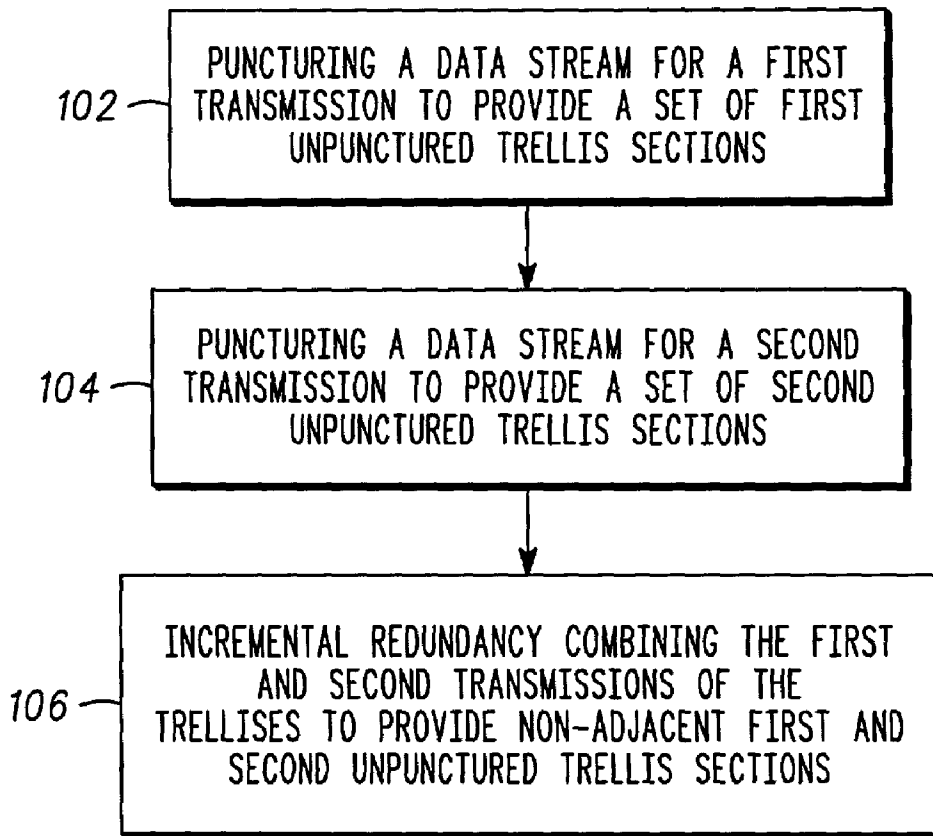 102
PUNCTURING A DATA STREAM FOR A FIRST
TRANSMISSION TO PROVIDE A SET OF FIRST
UNPUNCTURED TRELLIS SECTIONS
104
PUNCTURING A DATA STREAM FOR A SECOND
TRANSMISSION TO PROVIDE A SET OF SECOND
UNPUNCTURED TRELLIS SECTIONS
106
INCREMENTAL REDUNDANCY COMBINING THE FIRST
AND SECOND TRANSMISSIONS OF THE
TRELLISES TO PROVIDE NON-ADJACENT FIRST AND
SECOND UNPUNCTURED TRELLIS SECTIONS